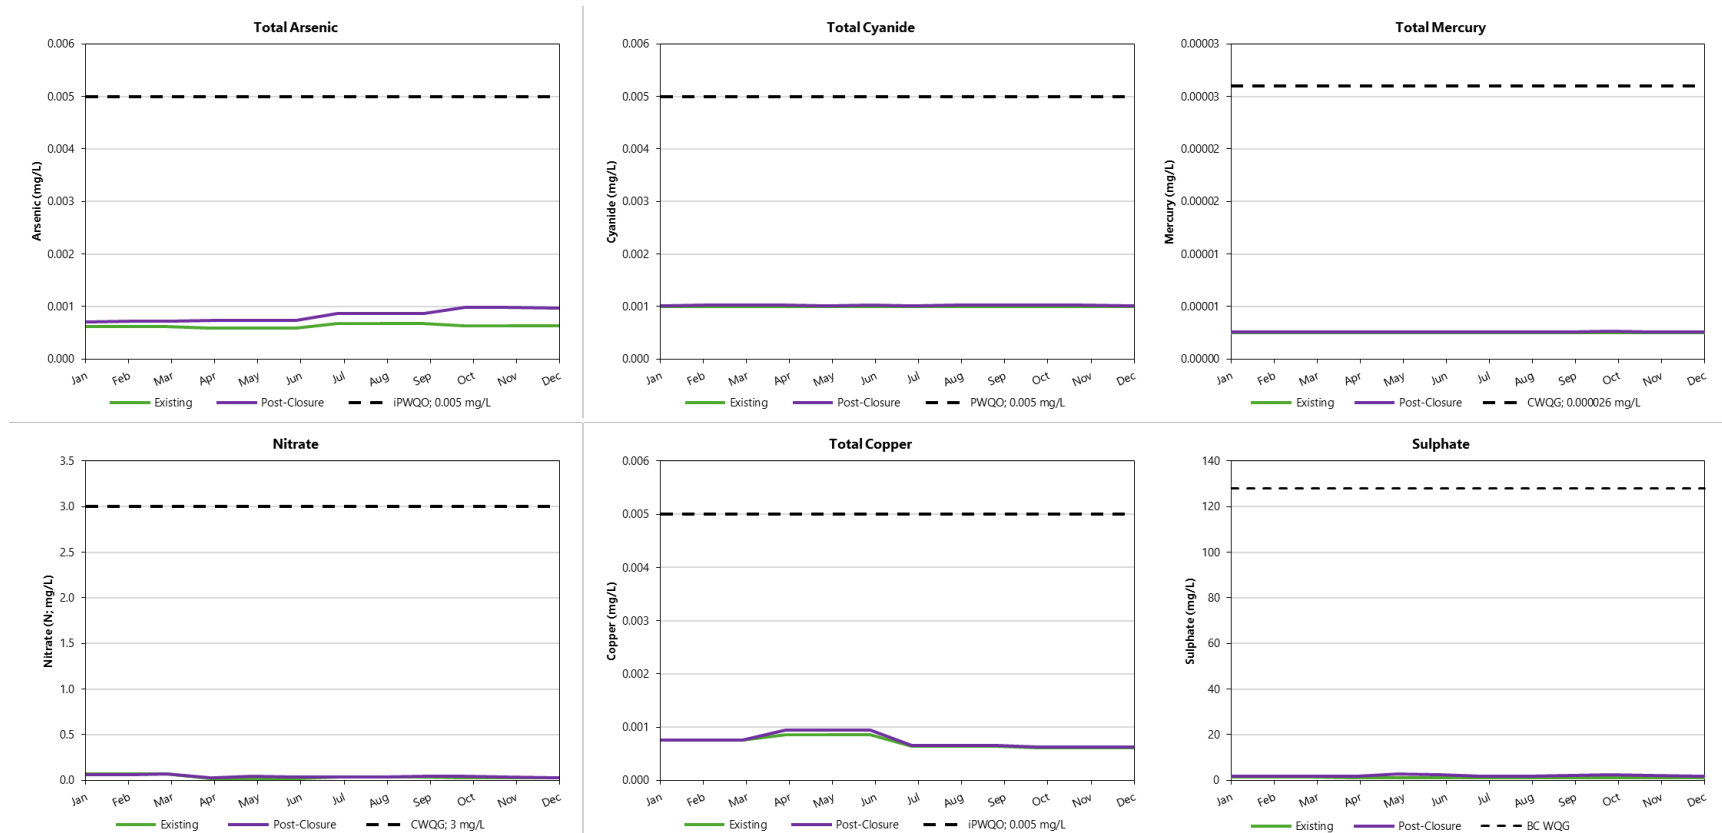 Total Arsenic
0.006
0.005
0.004
0.003
0.002
0.001
0.000
Arsenic (mg/L)
Jan Feb Mar Apr May Jun Jul Aug Sep Oct Nov Dec
Existing Post-Closure iPWQO; 0.005 mg/L
Total Cyanide
0.006
0.005
0.004
0.003
0.002
0.001
0.000
Cyanide (mg/L)
Jan Feb Mar Apr May Jun Jul Aug Sep Oct Nov Dec
Existing Post-Closure PWQO; 0.005 mg/L
Total Mercury
0.00003
0.00003
0.00002
0.00002
0.00001
0.00001
0.00000
Mercury (mg/L)
Jan Feb Mar Apr May Jun Jul Aug Sep Oct Nov Dec
Existing Post-Closure CWQG; 0.000026 mg/L
Nitrate
3.5
3.0
2.5
2.0
1.5
1.0
0.5
0.0
Nitrate (N; mg/L)
Jan Feb Mar Apr May Jun Jul Aug Sep Oct Nov Dec
Existing Post-Closure CWQG; 3 mg/L
Total Copper
0.006
0.005
0.004
0.003
0.002
0.001
0.000
Copper (mg/L)
Jan Feb Mar Apr May Jun Jul Aug Sep Oct Nov Dec
Existing Post-Closure iPWQO; 0.005 mg/L
Sulphate
140
120
100
80
60
40
20
0
Sulphate (mg/L)
Jan Feb Mar Apr May Jun Jul Aug Sep Oct Nov Dec
Existing Post-Closure BC WQG